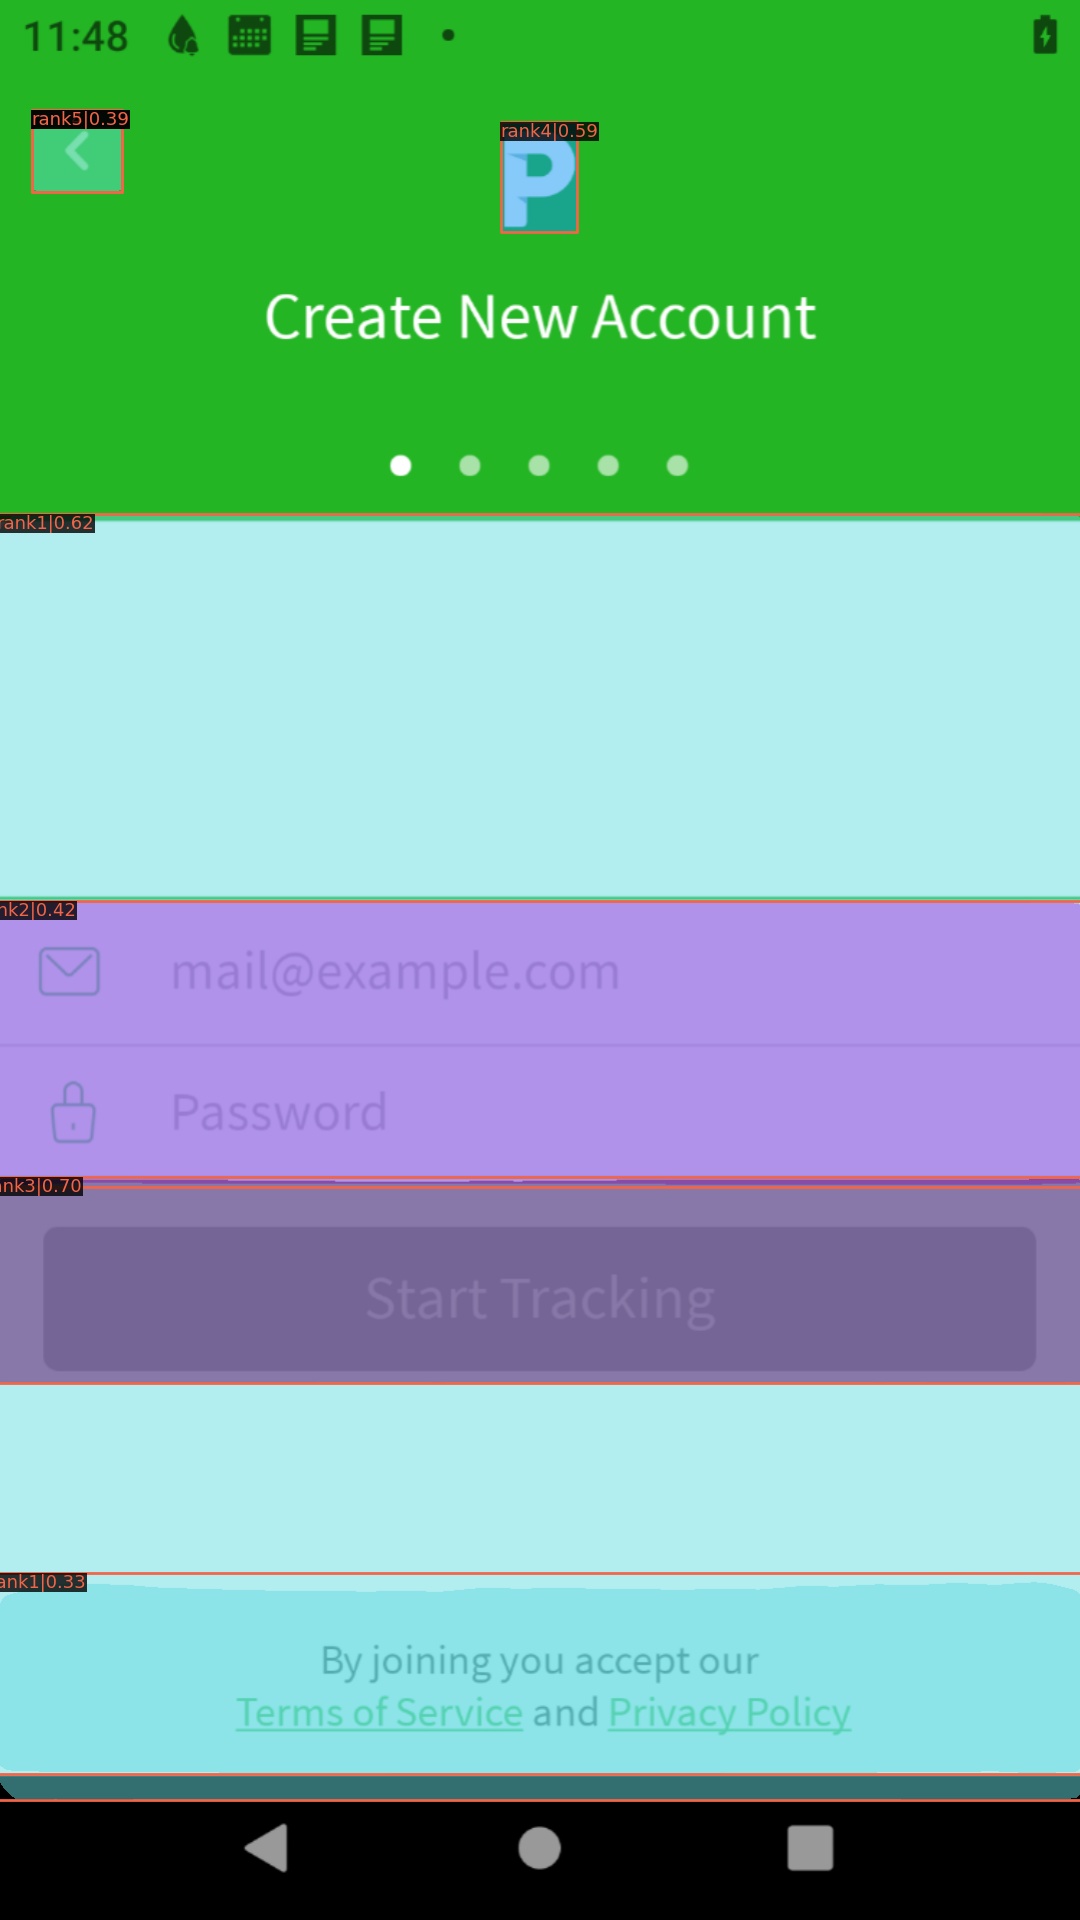 11:48
rank5|0.39
rank4|0.59
P
Create New Account
rank1|0.62
nk2|0.42
mail@example.com
Password
ank3|0.70
Start Tracking
ank1|0.33
By joining you accept our
Terms of Service and Privacy Policy